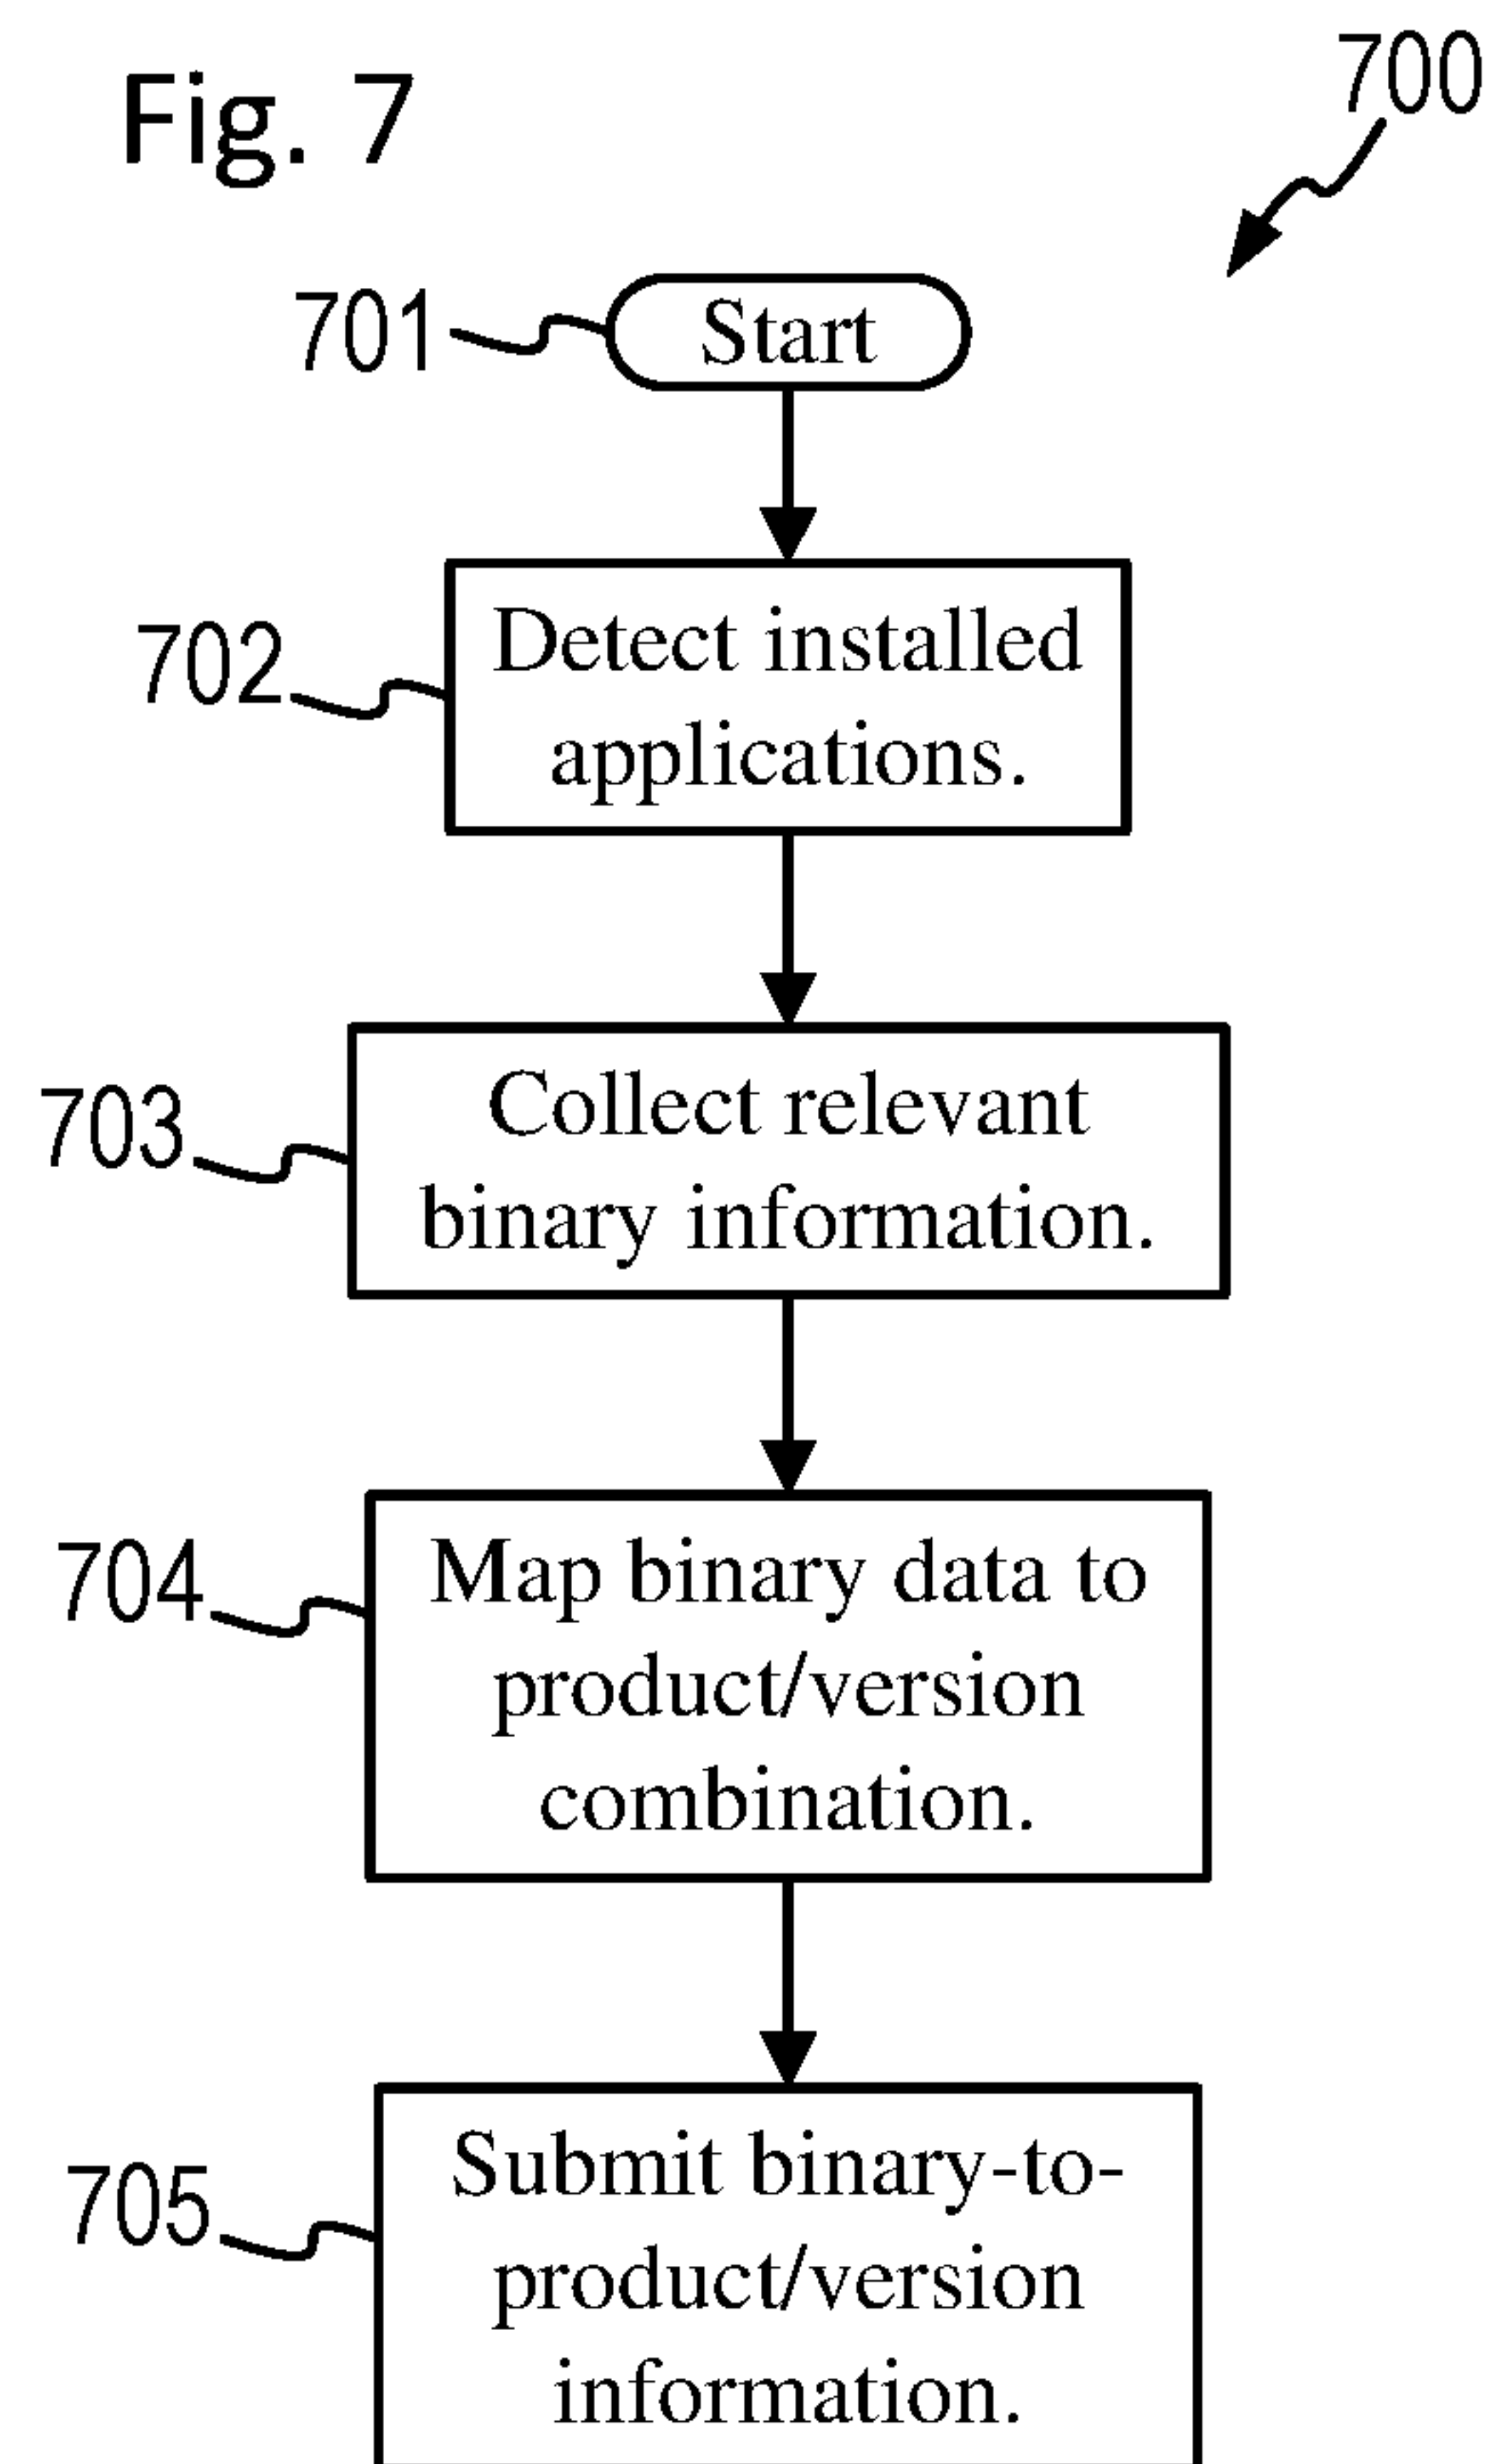 Fig. 7
700
701
Start
702
Detect installed
applications.
703
Collect relevant
binary information.
704
Map binary data to
product/version
combination.
705
Submit binary-to-
product/version
information.